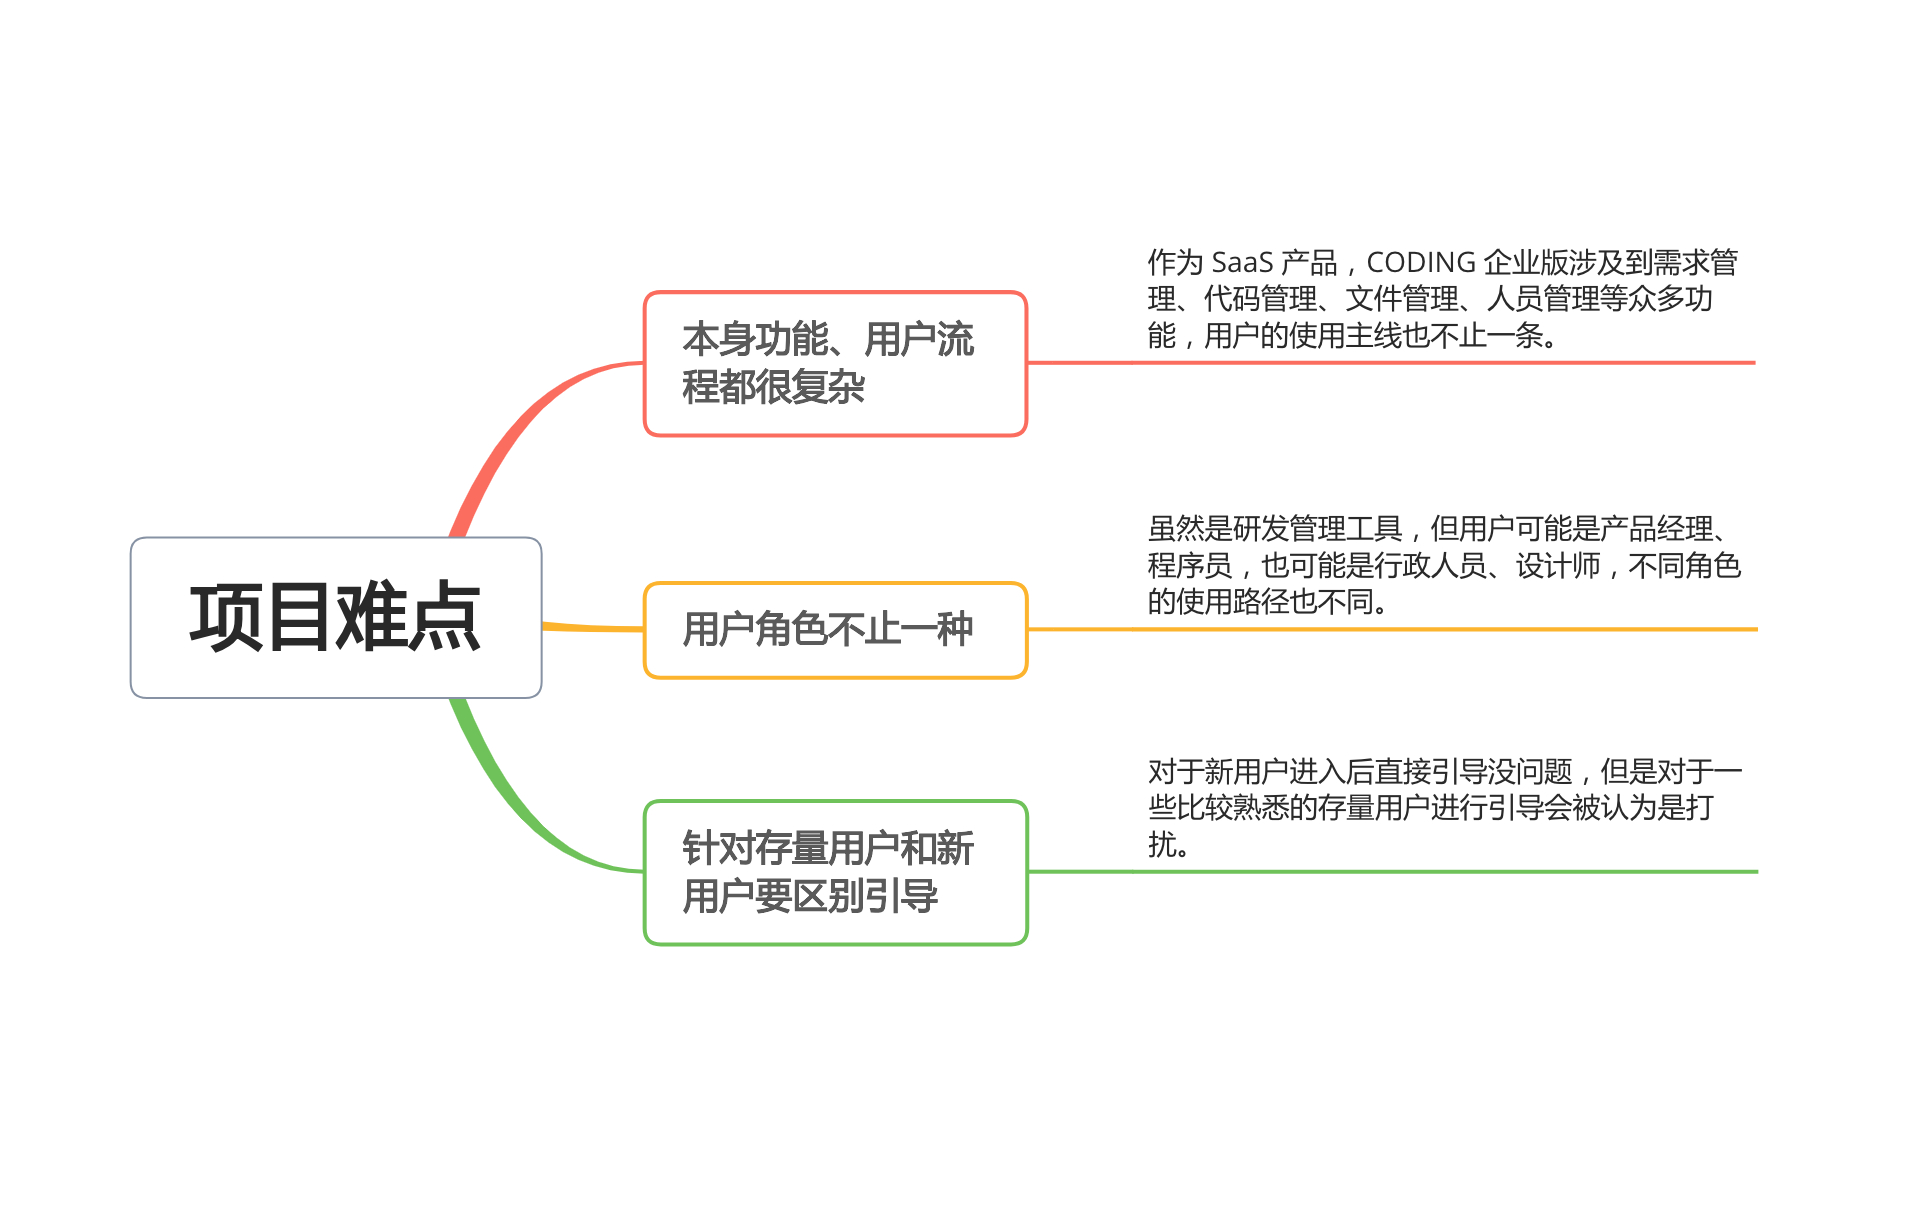 项目难点
本身功能、用户流
程都很复杂
作为 SaaS 产品，CODING 企业版涉及到需求管
理、代码管理、文件管理、人员管理等众多功
能，用户的使用主线也不止一条。
用户角色不止一种
虽然是研发管理工具，但用户可能是产品经理、
程序员，也可能是行政人员、设计师，不同角色
的使用路径也不同。
针对存量用户和新
用户要区别引导
对于新用户进入后直接引导没问题，但是对于一
些比较熟悉的存量用户进行引导会被认为是打
扰。